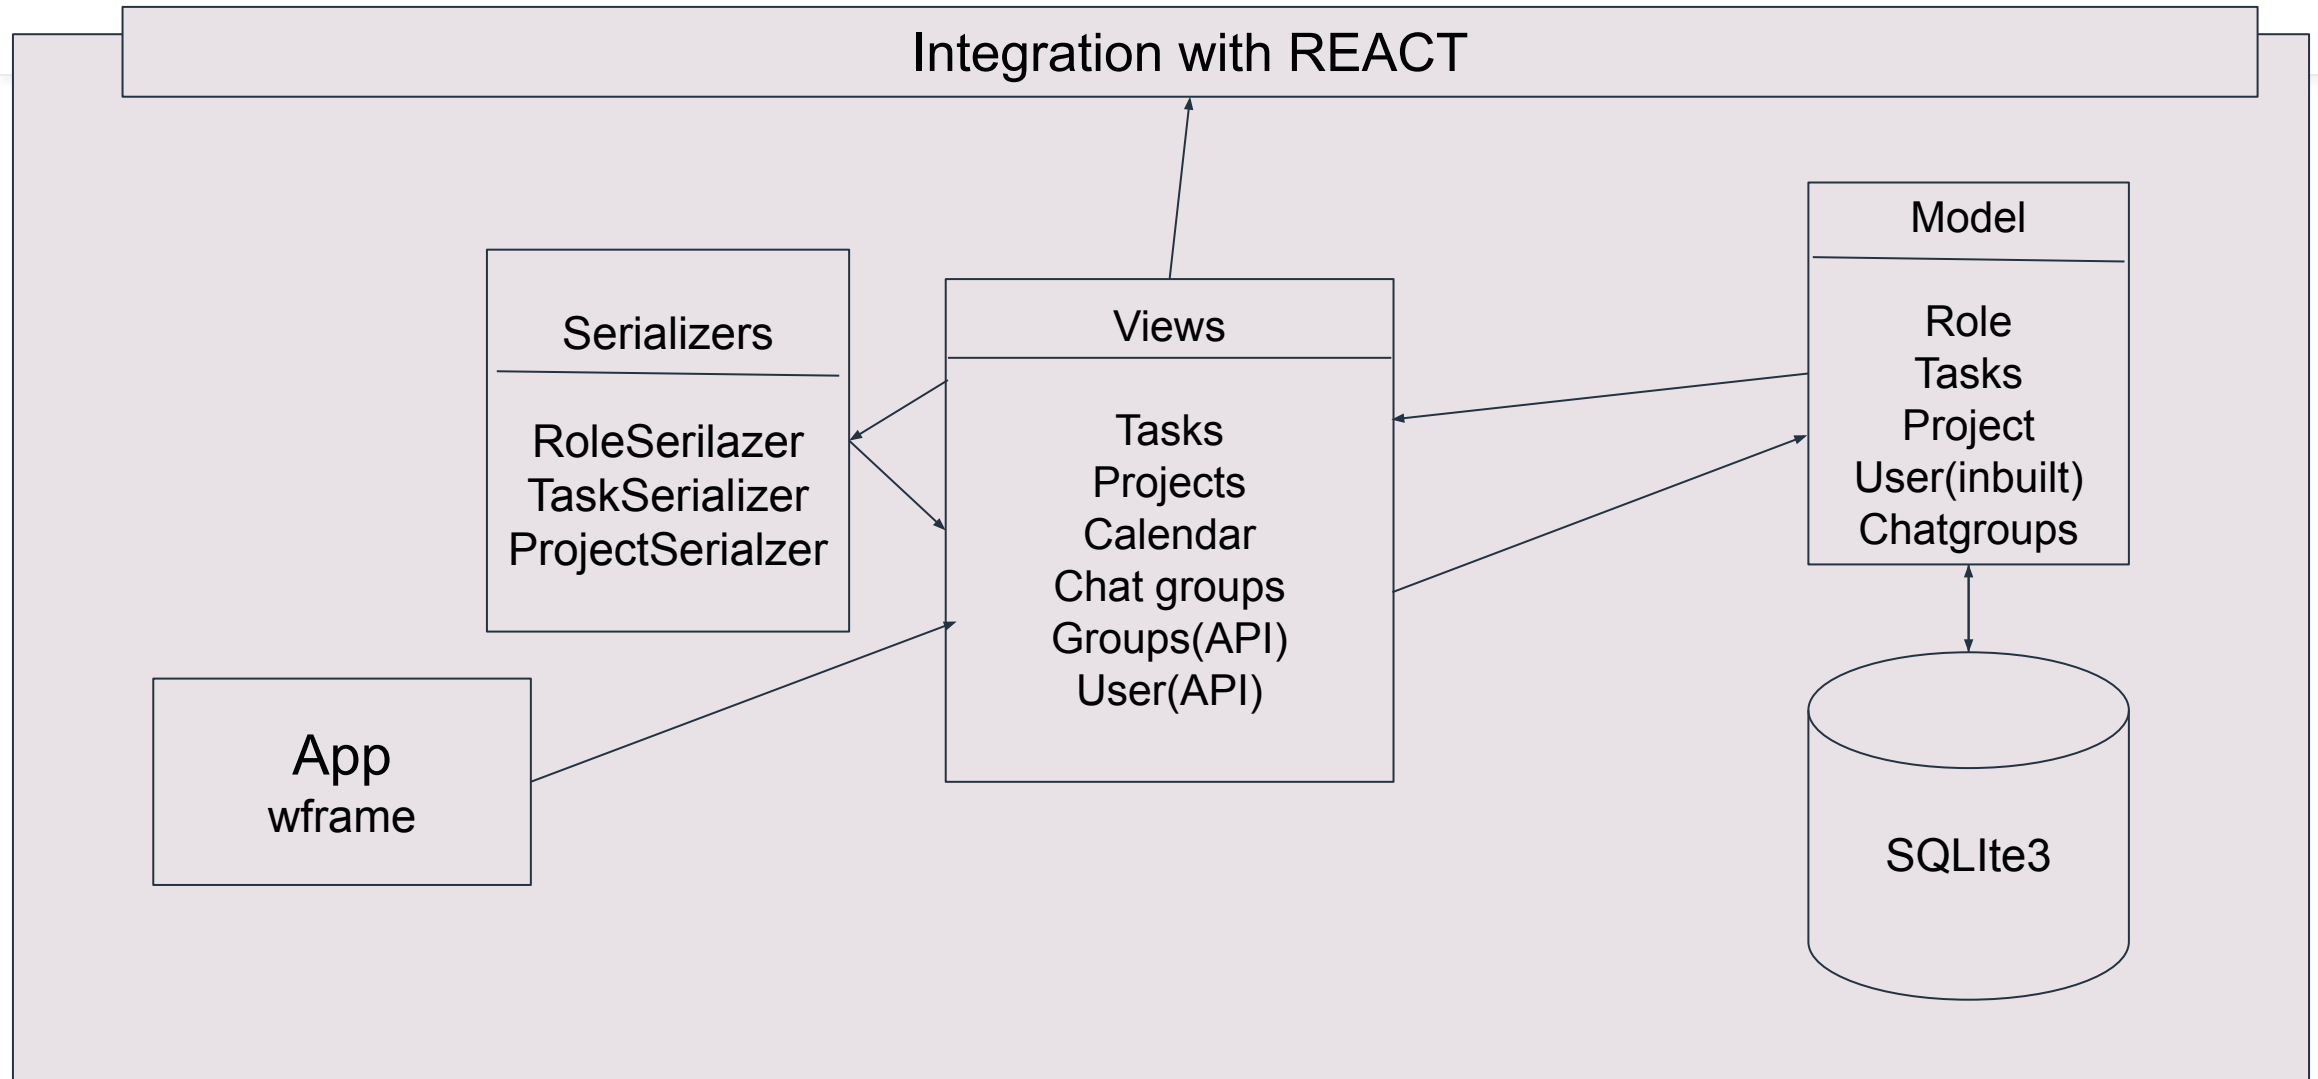 Integration with REACT
Serializers
RoleSerilazer
TaskSerializer
ProjectSerialzer
App
wframe
Views
Tasks
Projects
Calendar
Chat groups
Groups(API)
User(API)
Model
Role
Tasks
Project
User(inbuilt)
Chatgroups
SQLIte3